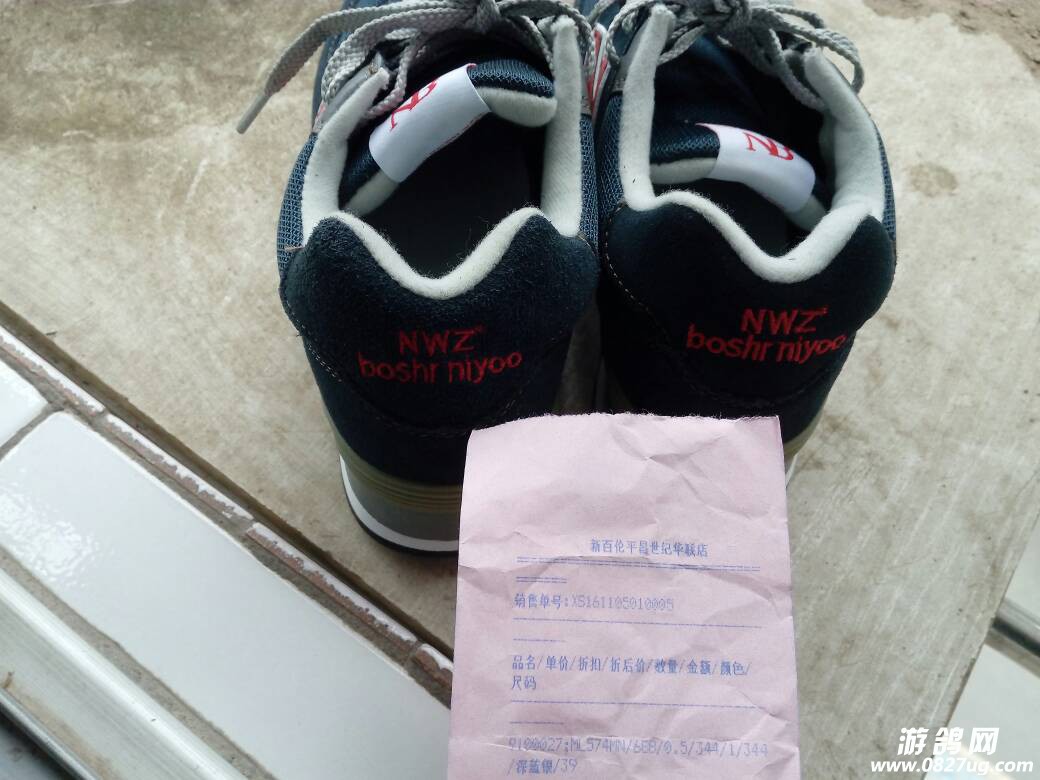 NWZ
boshr niyoo
NWZ
boshr niyoo
新百伦平昌世纪华联店
销售单号:XS161105010005
品名/单价/折扣/折后价/数量/金额/颜色/
尺码
9100027:ML574MN/688/0.5/344/1/344
/深蓝银/39
游鸽网
www.0827ug.com